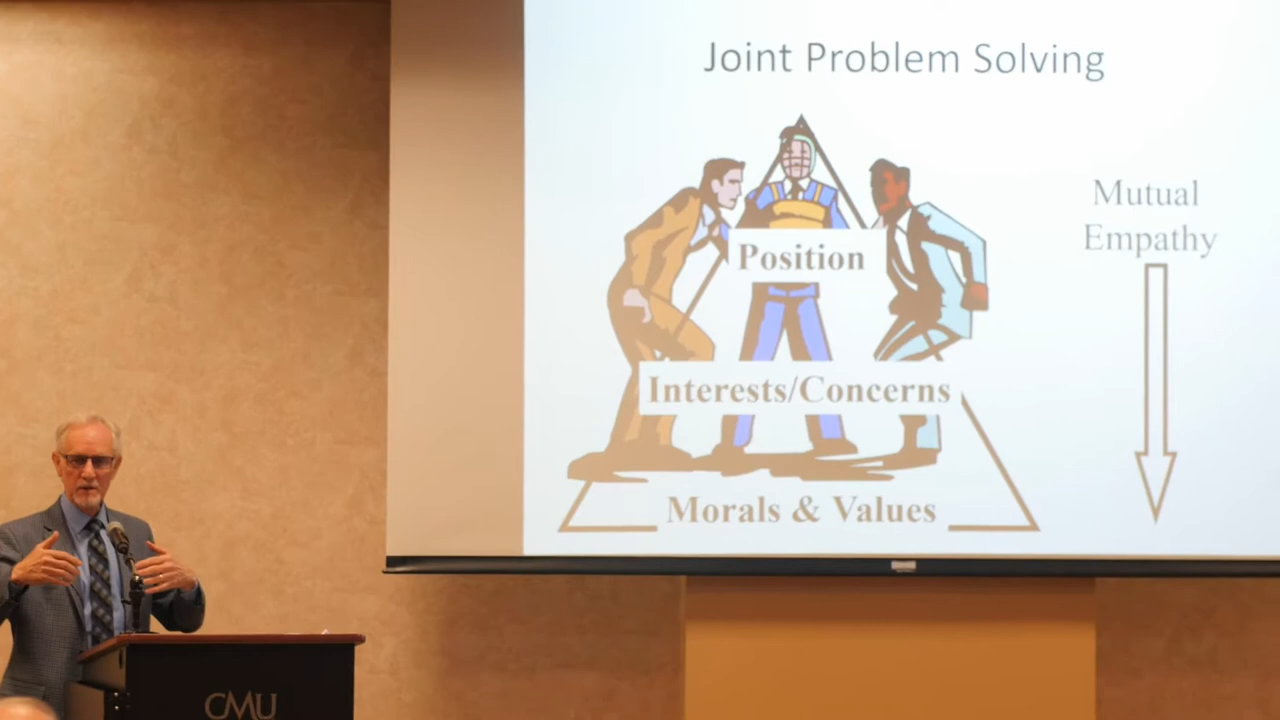 Joint Problem Solving
Mutual
Empathy
Position
Interests/Concerns
Morals & Values
CMU